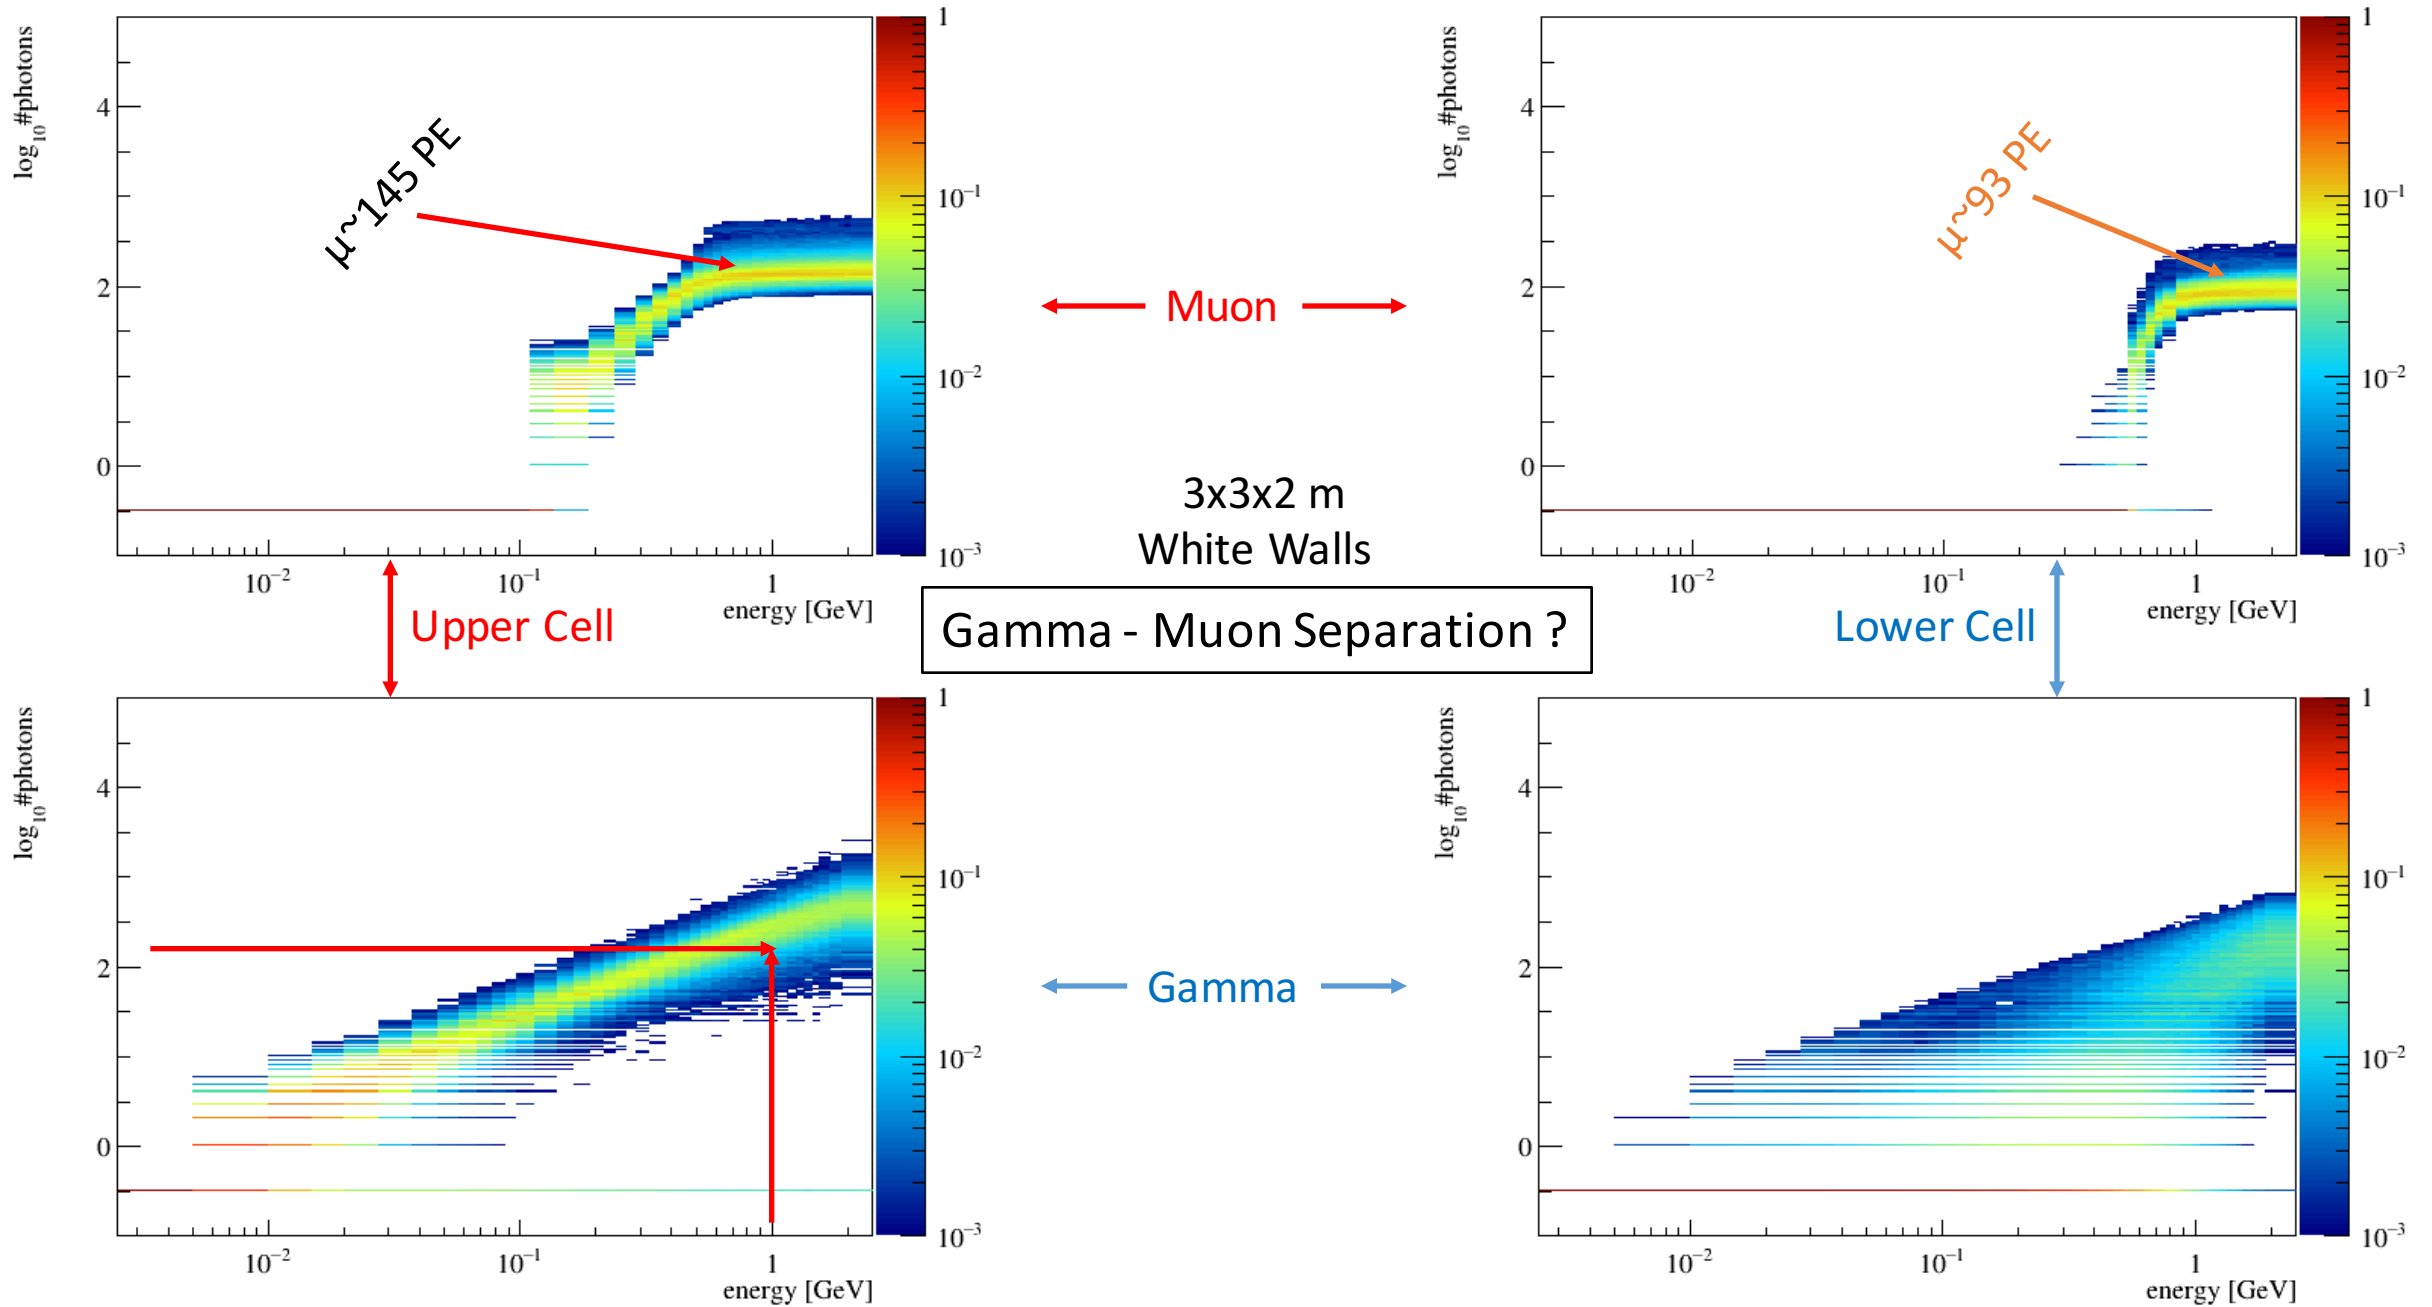 log10#photons
4
2
0
10−2
10−1
1
energy [GeV]
1
10−1
10−2
10−3
μ~145 PE
Muon
log10#photons
4
2
0
10−2
10−1
1
energy [GeV]
1
10−1
10−2
10−3
μ~93 PE
3x3x2 m
White Walls
Upper Cell
Gamma - Muon Separation ?
Lower Cell
log10#photons
4
2
0
10−2
10−1
1
energy [GeV]
1
10−1
10−2
10−3
Gamma
log10#photons
4
2
0
10−2
10−1
1
energy [GeV]
1
10−1
10−2
10−3